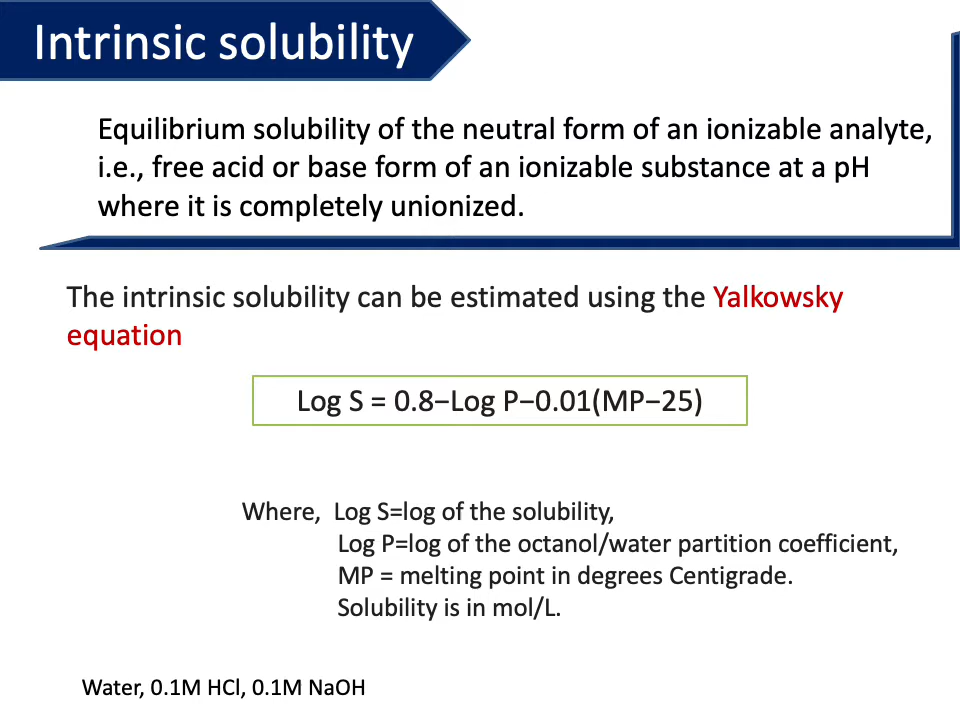 Intrinsic solubility
Equilibrium solubility of the neutral form of an ionizable analyte,
i.e., free acid or base form of an ionizable substance at a pH
where it is completely unionized.
The intrinsic solubility can be estimated using the Yalkowsky
equation
Log S = 0.8−Log P−0.01(MP−25)
Where, Log S=log of the solubility,
Log P=log of the octanol/water partition coefficient,
MP = melting point in degrees Centigrade.
Solubility is in mol/L.
Water, 0.1M HCl, 0.1M NaOH